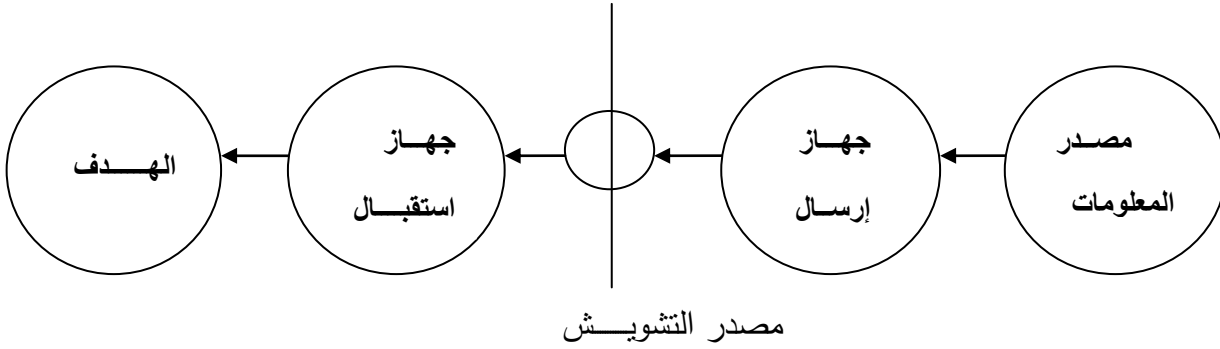 مصدر
المعلومات
جهاز
إرسال
جهاز
استقبال
الهدف
مصدر التشويش